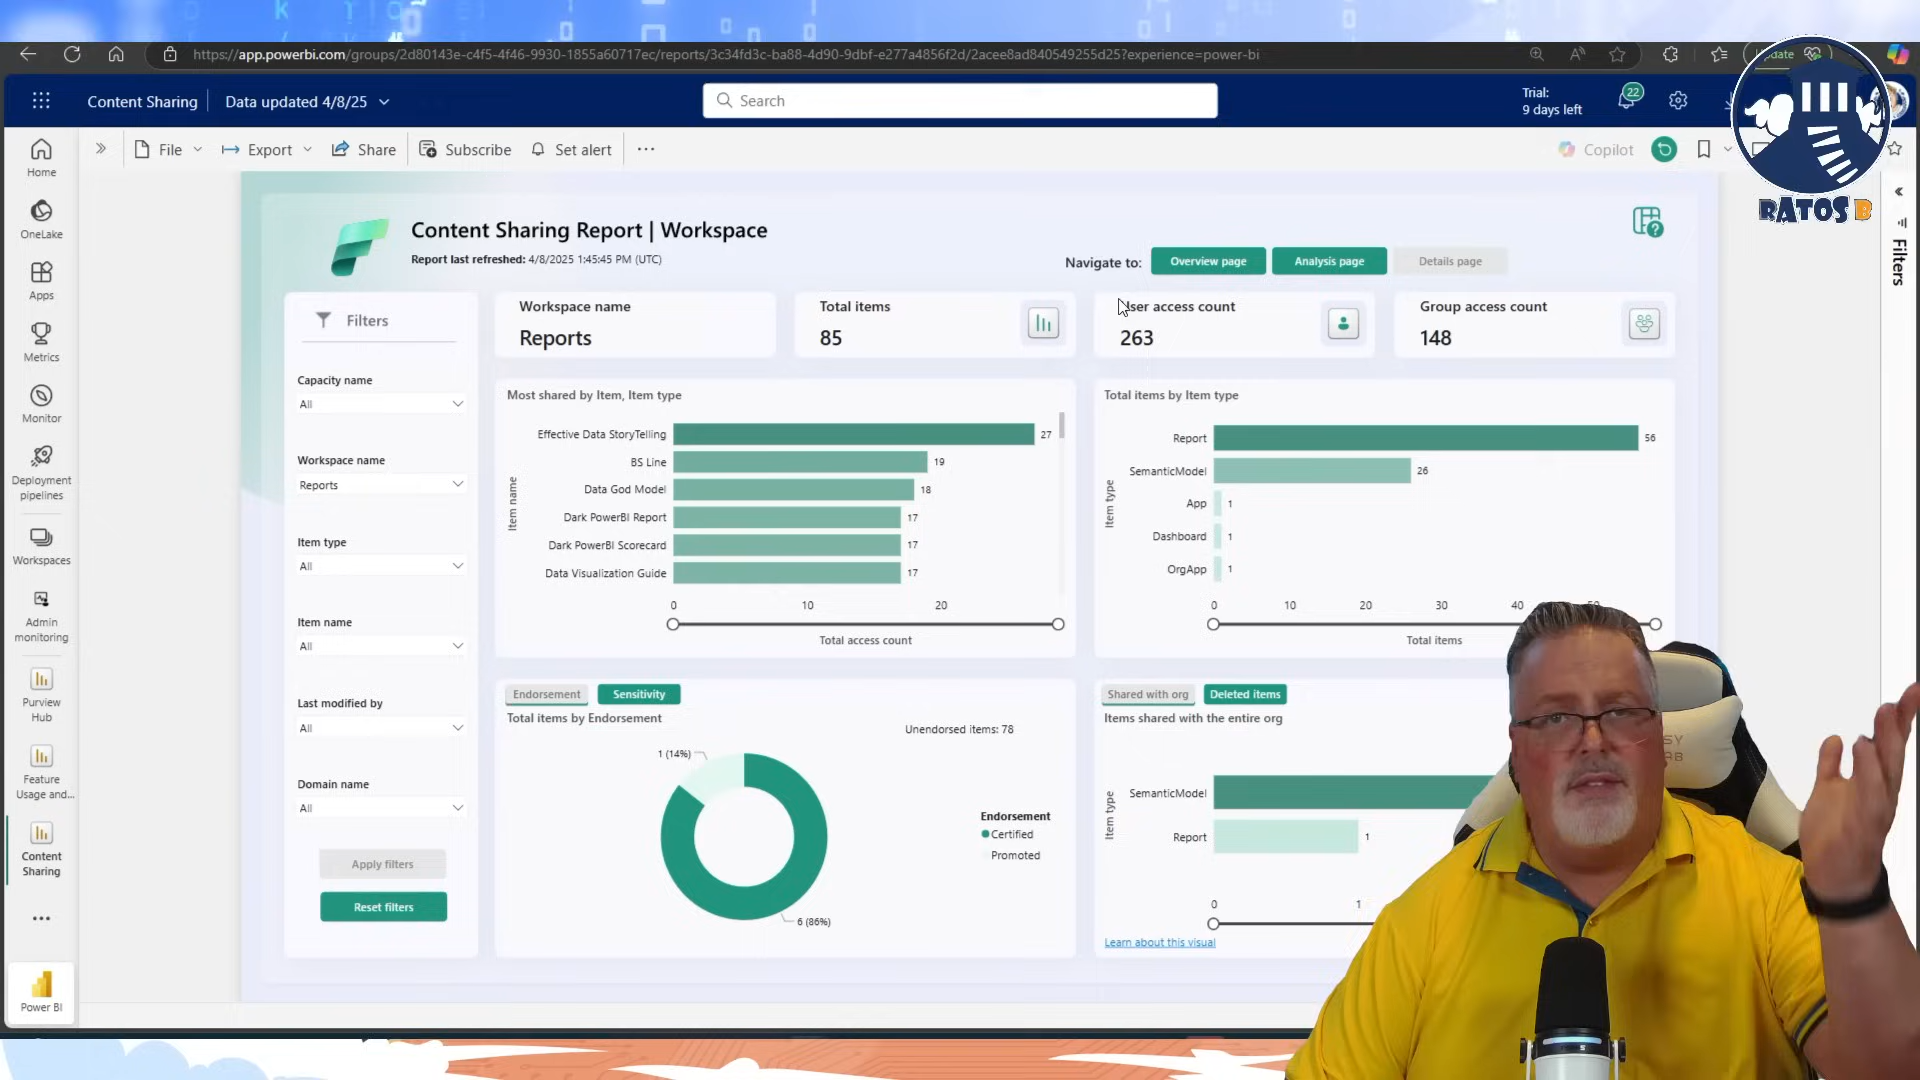 https://app.powerbi.com/groups/2d80143e-c4f5-4f46-9930-1855a60717ec/reports/3c34fd3c-ba88-4d90-9dbf-e277a4856f2d/2acee8ad840549255d25?experience=power-bi
Content Sharing
Data updated 4/8/25
Search
Trial:
9 days left
22
RATOS B
File
Export
Share
Subscribe
Set alert
Copilot
Home
OneLake
Apps
Metrics
Monitor
Deployment
pipelines
Workspaces
Admin
monitoring
Purview
Hub
Feature
Usage and...
Content
Sharing
Power BI
Filters
Content Sharing Report | Workspace
Report last refreshed: 4/8/2025 1:45:45 PM (UTC)
Navigate to:
Overview page
Analysis page
Details page
Filters
Capacity name
All
Workspace name
Reports
Item type
All
Item name
All
Last modified by
All
Domain name
All
Apply filters
Reset filters
Workspace name
Reports
Total items
85
User access count
263
Group access count
148
Most shared by Item, Item type
Item name
Effective Data StoryTelling 27
BS Line 19
Data God Model 18
Dark PowerBI Report 17
Dark PowerBI Scorecard 17
Data Visualization Guide 17
0 10 20
Total access count
Total items by Item type
Item type
Report 56
SemanticModel 26
App 1
Dashboard 1
OrgApp 1
0 10 20 30 40
Total items
Endorsement
Sensitivity
Total items by Endorsement
Unendorsed items: 78
1 (14%)
6 (86%)
Endorsement
Certified
Promoted
Shared with org
Deleted items
Items shared with the entire org
Item type
SemanticModel
Report 1
0 1
Learn about this visual